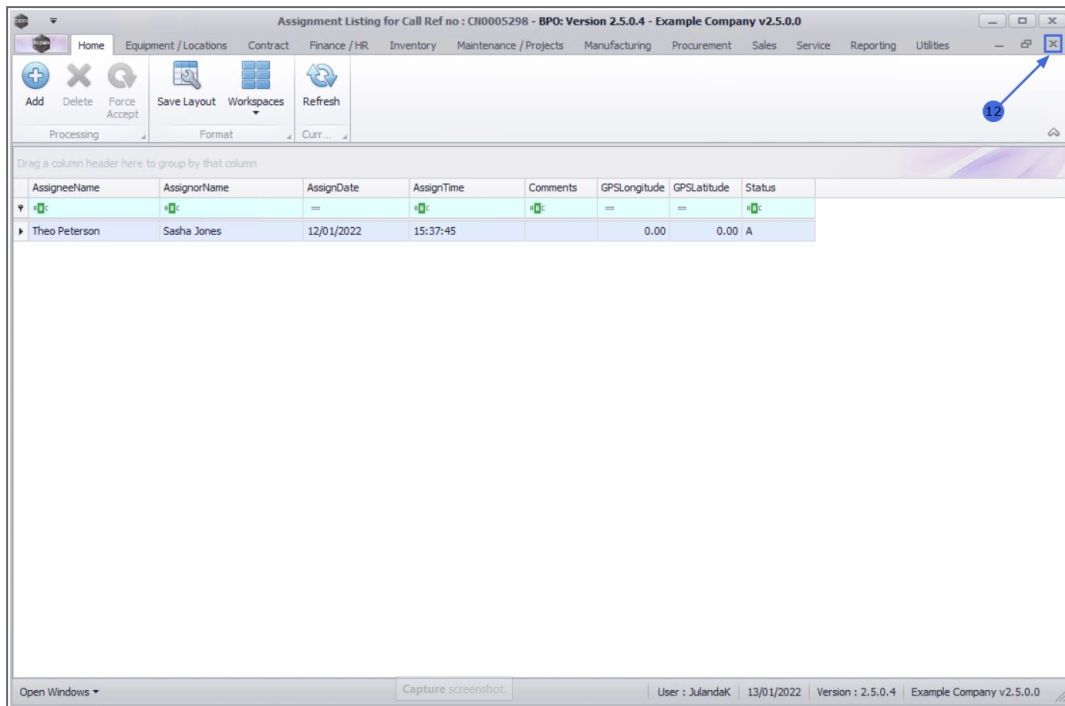 Assignment Listing for Call Ref no : CN0005298 - BPO: Version 2.5.0.4 - Example Company v2.5.0.0
Home Equipment / Locations Contract Finance / HR Inventory Maintenance / Projects Manufacturing Procurement Sales Service Reporting Utilities
12
Add Delete Force Accept Save Layout Workspaces Refresh
Processing Format Curr...
Drag a column header here to group by that column
AssigneeName AssignorName AssignDate AssignTime Comments GPSLongitude GPSLatitude Status
Theo Peterson Sasha Jones 12/01/2022 15:37:45 0.00 0.00 A
Open Windows Capture screenshot. User : JulandaK 13/01/2022 Version : 2.5.0.4 Example Company v2.5.0.0